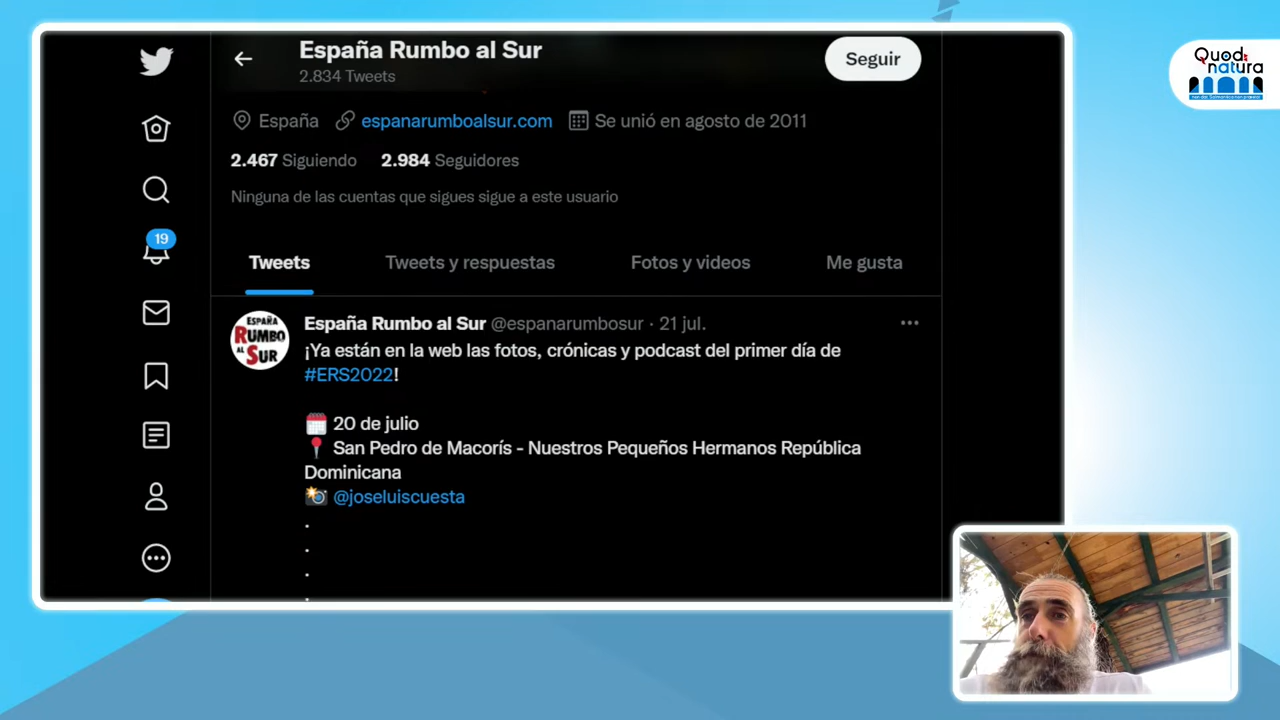 España Rumbo al Sur
2.834 Tweets
Seguir
Quod
natura
España espanarumboalsur.com Se unió en agosto de 2011
2.467 Siguiendo 2.984 Seguidores
Ninguna de las cuentas que sigues sigue a este usuario
19
Tweets Tweets y respuestas Fotos y videos Me gusta
España Rumbo al Sur @espanarumbosur · 21 jul.
¡Ya están en la web las fotos, crónicas y podcast del primer día de
#ERS2022!
ESPAÑA
RUMBO
AL SUR
20 de julio
San Pedro de Macorís - Nuestros Pequeños Hermanos República
Dominicana
@joseluiscuesta
.
.
.
.